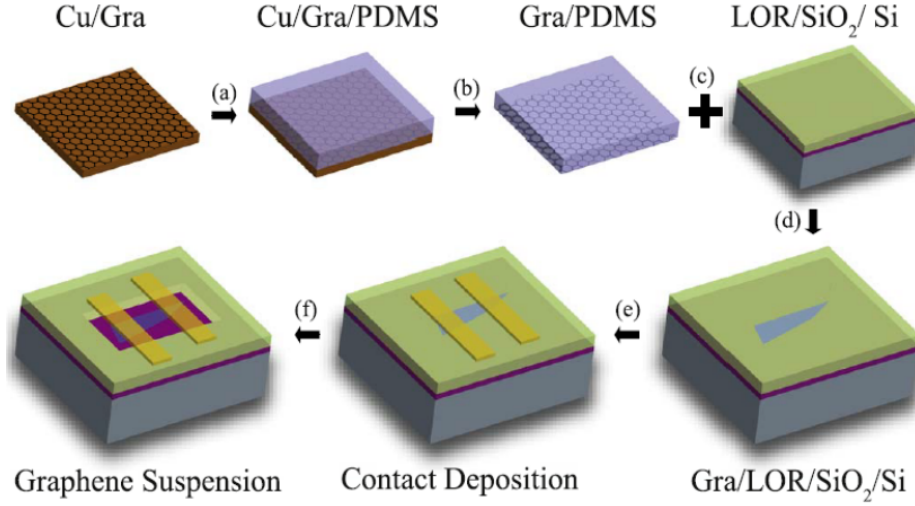 Cu/Gra
Cu/Gra/PDMS
Gra/PDMS
LOR/SiO₂/ Si
(a)
(b)
(c)
(d)
(e)
(f)
Graphene Suspension
Contact Deposition
Gra/LOR/SiO₂/Si